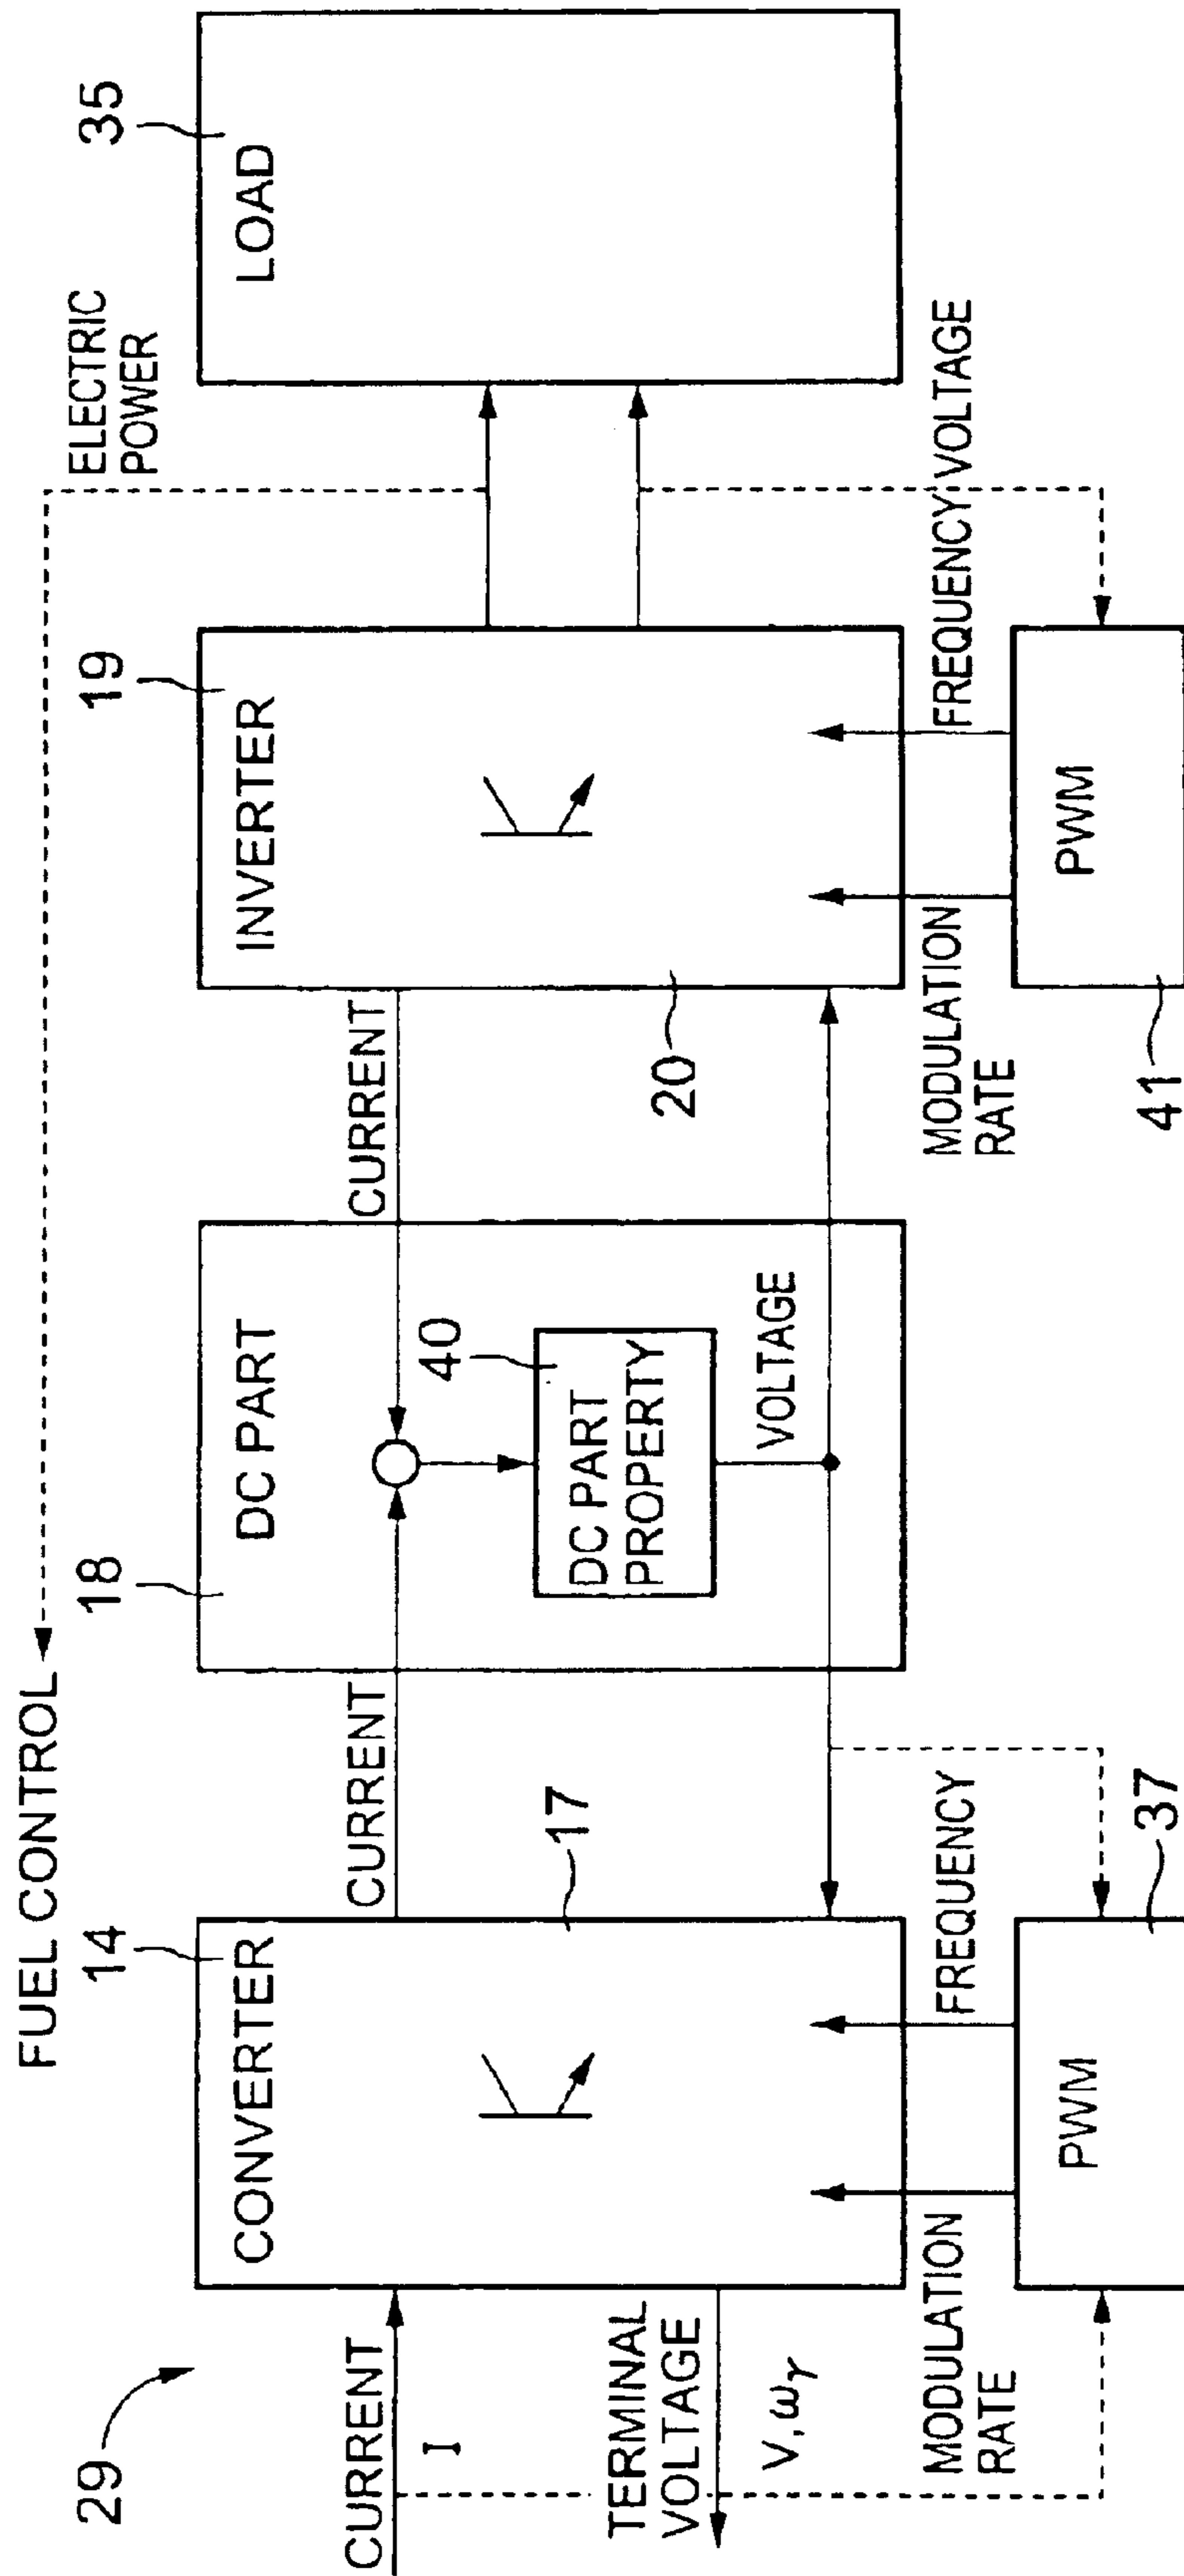 FUEL CONTROL
ELECTRIC
POWER
29
14
18
19
35
CONVERTER
DC PART
INVERTER
LOAD
CURRENT
I
CURRENT
CURRENT
40
DC PART
PROPERTY
17
20
TERMINAL
VOLTAGE
V, ωγ
VOLTAGE
MODULATION
RATE
FREQUENCY
MODULATION
RATE
FREQUENCY
VOLTAGE
PWM
37
PWM
41